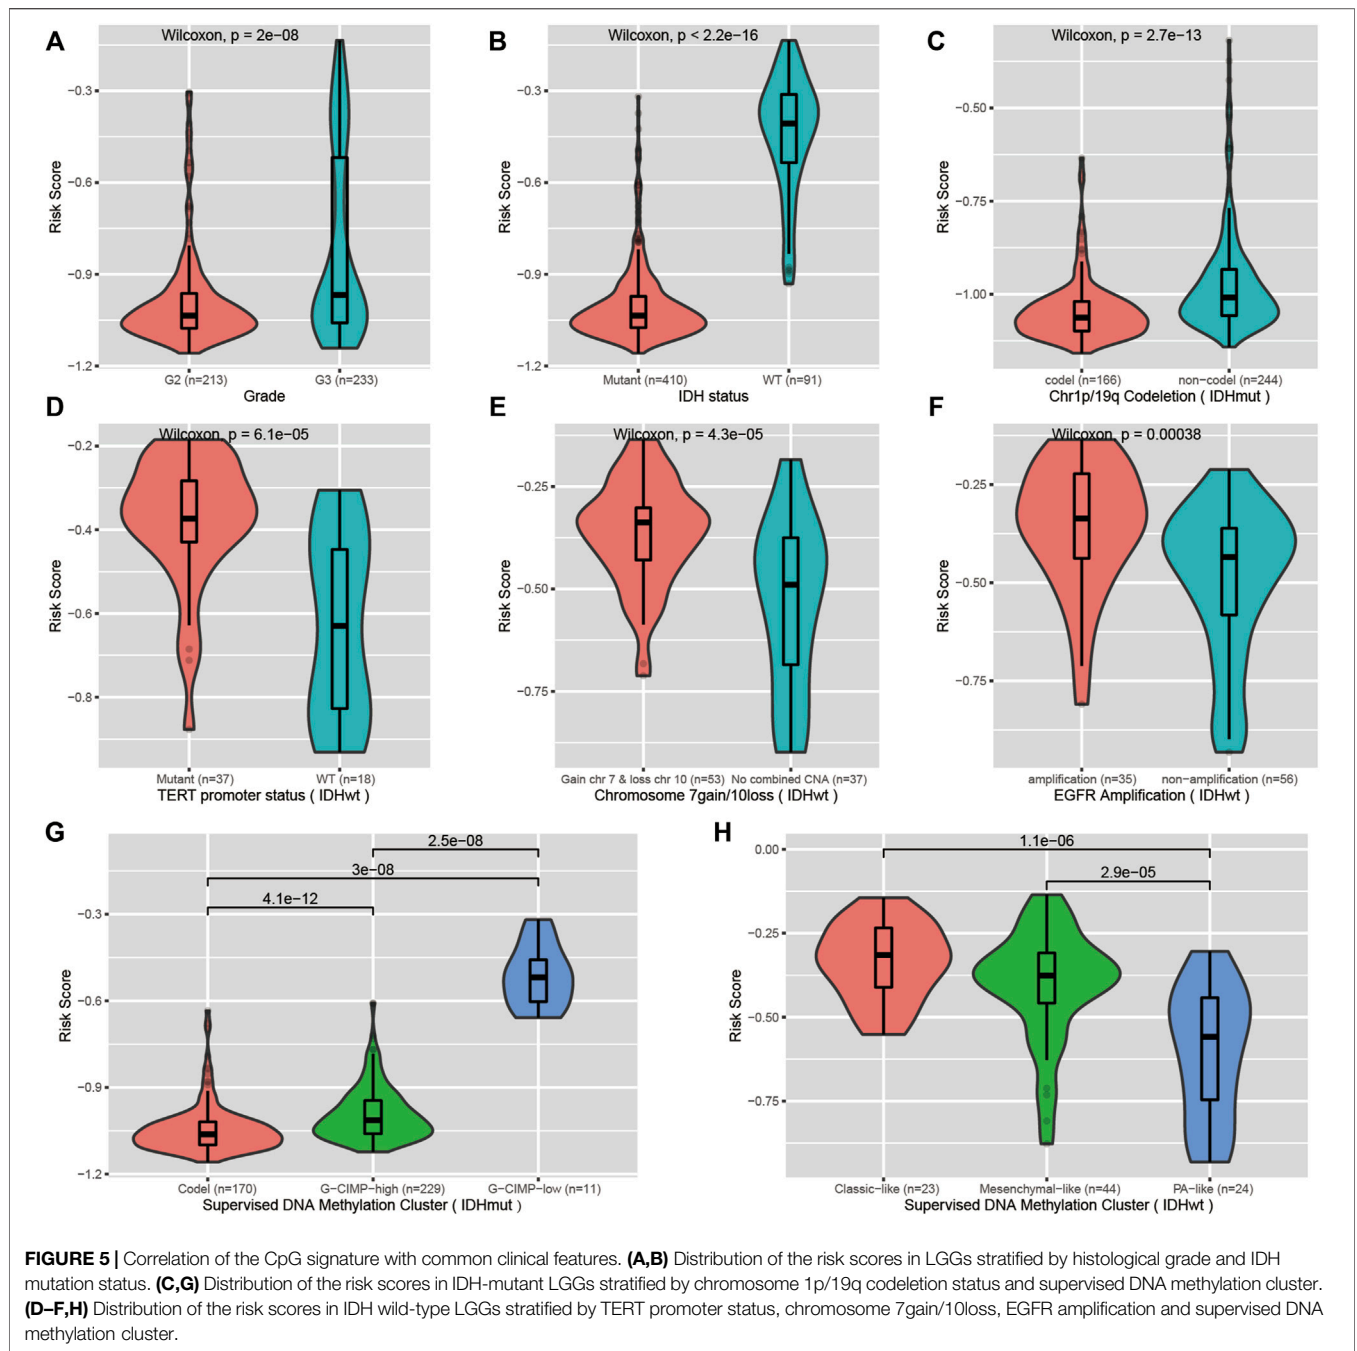 A
Wilcoxon, p = 2e−08
Risk Score
−0.3
−0.6
−0.9
−1.2
G2 (n=213)
G3 (n=233)
Grade
B
Wilcoxon, p < 2.2e−16
Risk Score
−0.3
−0.6
−0.9
−1.2
Mutant (n=410)
WT (n=91)
IDH status
C
Wilcoxon, p = 2.7e−13
Risk Score
−0.50
−0.75
−1.00
codel (n=166)
non−codel (n=244)
Chr1p/19q Codeletion ( IDHmut )
D
Wilcoxon, p = 6.1e−05
Risk Score
−0.2
−0.4
−0.6
−0.8
Mutant (n=37)
WT (n=18)
TERT promoter status ( IDHwt )
E
Wilcoxon, p = 4.3e−05
Risk Score
−0.25
−0.50
−0.75
Gain chr 7 & loss chr 10 (n=53)
No combined CNA (n=37)
Chromosome 7gain/10loss ( IDHwt )
F
Wilcoxon, p = 0.00038
Risk Score
−0.25
−0.50
−0.75
amplification (n=35)
non−amplification (n=56)
EGFR Amplification ( IDHwt )
G
2.5e−08
3e−08
4.1e−12
Risk Score
−0.3
−0.6
−0.9
−1.2
Codel (n=170)
G−CIMP−high (n=229)
G−CIMP−low (n=11)
Supervised DNA Methylation Cluster ( IDHmut )
H
1.1e−06
2.9e−05
Risk Score
0.00
−0.25
−0.50
−0.75
Classic−like (n=23)
Mesenchymal−like (n=44)
PA−like (n=24)
Supervised DNA Methylation Cluster ( IDHwt )
FIGURE 5 | Correlation of the CpG signature with common clinical features. (A,B) Distribution of the risk scores in LGGs stratified by histological grade and IDH
mutation status. (C,G) Distribution of the risk scores in IDH-mutant LGGs stratified by chromosome 1p/19q codeletion status and supervised DNA methylation cluster.
(D–F,H) Distribution of the risk scores in IDH wild-type LGGs stratified by TERT promoter status, chromosome 7gain/10loss, EGFR amplification and supervised DNA
methylation cluster.